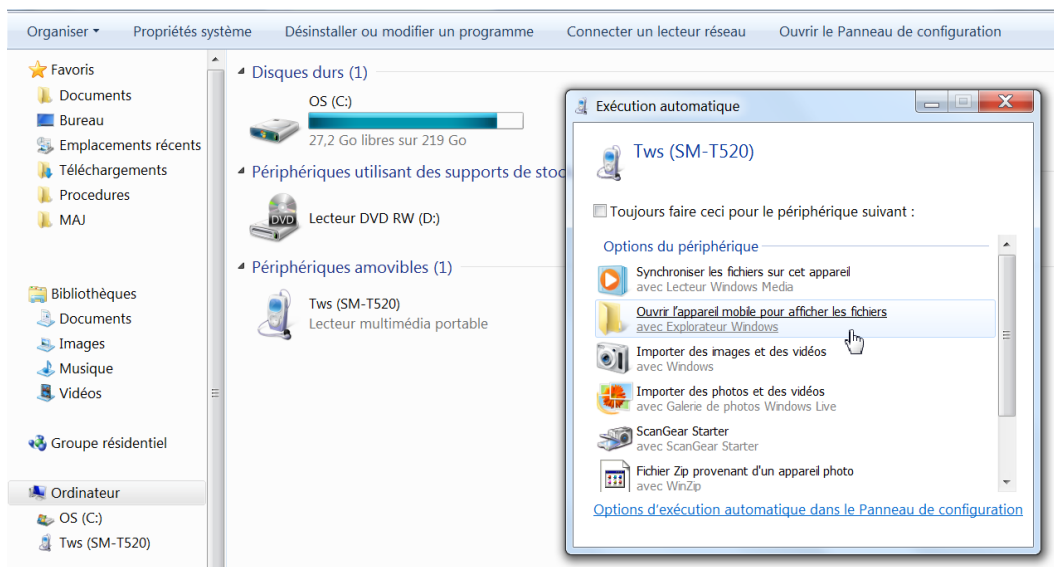 Organiser Propriétés système Désinstaller ou modifier un programme Connecter un lecteur réseau Ouvrir le Panneau de configuration
Favoris
Documents
Bureau
Emplacements récents
Téléchargements
Procedures
MAJ
Bibliothèques
Documents
Images
Musique
Vidéos
Groupe résidentiel
Ordinateur
OS (C:)
Tws (SM-T520)
Disques durs (1)
OS (C:)
27,2 Go libres sur 219 Go
Périphériques utilisant des supports de stoc
DVD
Lecteur DVD RW (D:)
Périphériques amovibles (1)
Tws (SM-T520)
Lecteur multimédia portable
Exécution automatique
Tws (SM-T520)
Toujours faire ceci pour le périphérique suivant :
Options du périphérique
Synchroniser les fichiers sur cet appareil
avec Lecteur Windows Media
Ouvrir l'appareil mobile pour afficher les fichiers
avec Explorateur Windows
Importer des images et des vidéos
avec Windows
Importer des photos et des vidéos
avec Galerie de photos Windows Live
ScanGear Starter
avec ScanGear Starter
Fichier Zip provenant d'un appareil photo
avec WinZip
Options d'exécution automatique dans le Panneau de configuration